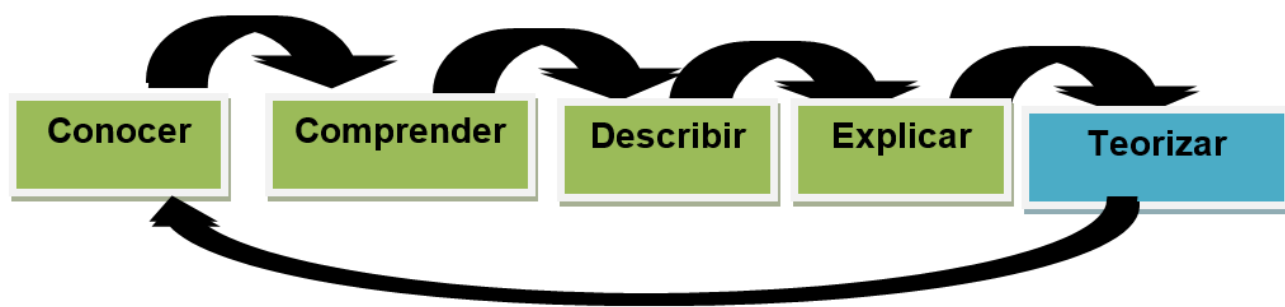 Conocer
Comprender
Describir
Explicar
Teorizar